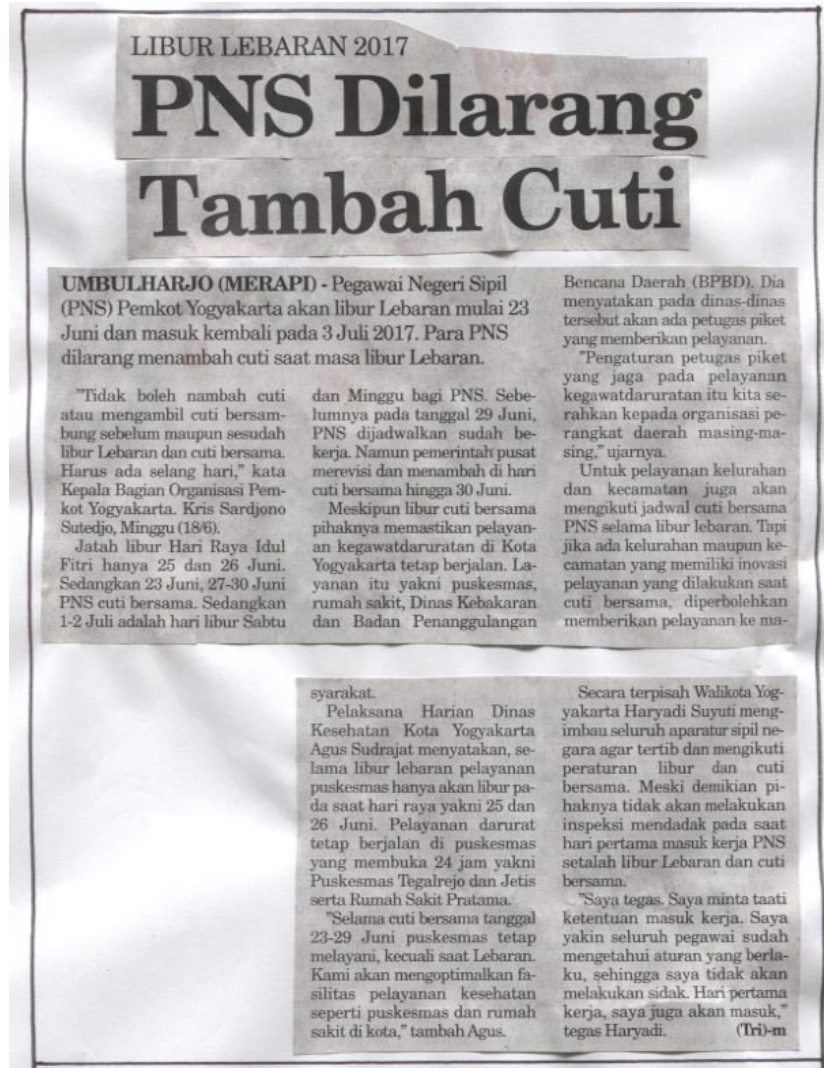 LIBUR LEBARAN 2017
PNS Dilarang
Tambah Cuti
UMBULHARJO (MERAPI) - Pegawai Negeri Sipil
(PNS) Pemkot Yogyakarta akan libur Lebaran mulai 23
Juni dan masuk kembali pada 3 Juli 2017. Para PNS
dilarang menambah cuti saat masa libur Lebaran.
"Tidak boleh nambah cuti
atau mengambil cuti bersam-
bung sebelum maupun sesudah
libur Lebaran dan cuti bersama.
Harus ada selang hari," kata
Kepala Bagian Organisasi Pem-
kot Yogyakarta. Kris Sardjono
Sutedjo, Minggu (18/6).
Jatah libur Hari Raya Idul
Fitri hanya 25 dan 26 Juni.
Sedangkan 23 Juni, 27-30 Juni
PNS cuti bersama. Sedangkan
1-2 Juli adalah hari libur Sabtu
dan Minggu bagi PNS. Sebe-
lumnya pada tanggal 29 Juni,
PNS dijadwalkan sudah be-
kerja. Namun pemerintah pusat
merevisi dan menambah di hari
cuti bersama hingga 30 Juni.
Meskipun libur cuti bersama
pihaknya memastikan pelayan-
an kegawatdaruratan di Kota
Yogyakarta tetap berjalan. La-
yanan itu yakni puskesmas,
rumah sakit, Dinas Kebakaran
dan Badan Penanggulangan
Bencana Daerah (BPBD). Dia
menyatakan pada dinas-dinas
tersebut akan ada petugas piket
yang memberikan pelayanan.
"Pengaturan petugas piket
yang jaga pada pelayanan
kegawatdaruratan itu kita se-
rahkan kepada organisasi pe-
rangkat daerah masing-ma-
sing," ujarnya.
Untuk pelayanan kelurahan
dan kecamatan juga akan
mengikuti jadwal cuti bersama
PNS selama libur lebaran. Tapi
jika ada kelurahan maupun ke-
camatan yang memiliki inovasi
pelayanan yang dilakukan saat
cuti bersama, diperbolehkan
memberikan pelayanan ke ma-
syarakat.
Pelaksana Harian Dinas
Kesehatan Kota Yogyakarta
Agus Sudrajat menyatakan, se-
lama libur lebaran pelayanan
puskesmas hanya akan libur pa-
da saat hari raya yakni 25 dan
26 Juni. Pelayanan darurat
tetap berjalan di puskesmas
yang membuka 24 jam yakni
Puskesmas Tegalrejo dan Jetis
serta Rumah Sakit Pratama.
"Selama cuti bersama tanggal
23-29 Juni puskesmas tetap
melayani, kecuali saat Lebaran.
Kami akan mengoptimalkan fa-
silitas pelayanan kesehatan
seperti puskesmas dan rumah
sakit di kota," tambah Agus.
Secara terpisah Walikota Yog-
yakarta Haryadi Suyuti meng-
imbau seluruh aparatur sipil ne-
gara agar tertib dan mengikuti
peraturan libur dan cuti
bersama. Meski demikian pi-
haknya tidak akan melakukan
inspeksi mendadak pada saat
hari pertama masuk kerja PNS
setalah libur Lebaran dan cuti
bersama.
"Saya tegas. Saya minta taati
ketentuan masuk kerja. Saya
yakin seluruh pegawai sudah
mengetahui aturan yang berla-
ku, sehingga saya tidak akan
melakukan sidak. Hari pertama
kerja, saya juga akan masuk,"
tegas Haryadi. (Tri)-m